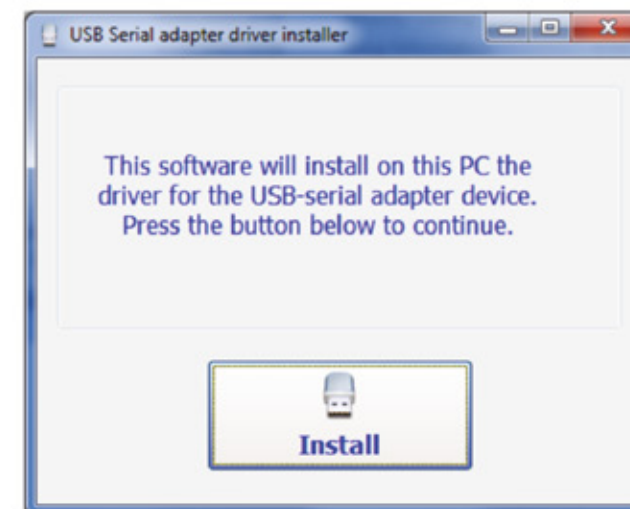 USB Serial adapter driver installer
This software will install on this PC the
driver for the USB-serial adapter device.
Press the button below to continue.
Install